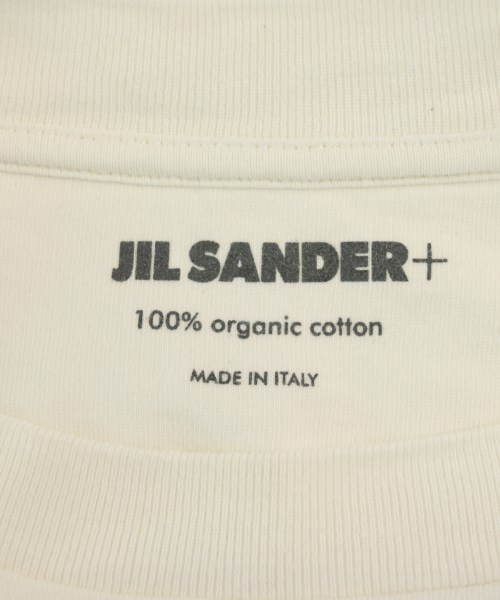 JIL SANDER+
100% organic cotton
MADE IN ITALY